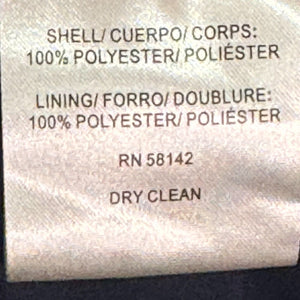 SHELL/ CUERPO/ CORPS:
100% POLYESTER/ POLIÉSTER
LINING/ FORRO/ DOUBLURE:
100% POLYESTER/ POLIÉSTER
RN 58142
DRY CLEAN